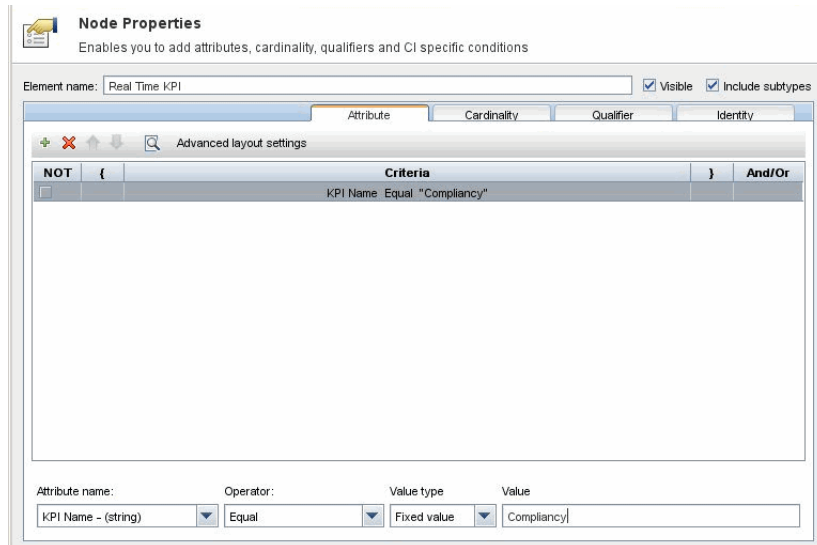 Node Properties
Enables you to add attributes, cardinality, qualifiers and CI specific conditions
Element name: Real Time KPI Visible Include subtypes
Attribute Cardinality Qualifier Identity
Advanced layout settings
NOT { Criteria } And/Or
KPI Name Equal "Compliancy"
Attribute name: Operator: Value type Value
KPI Name - (string) Equal Fixed value Compliancy